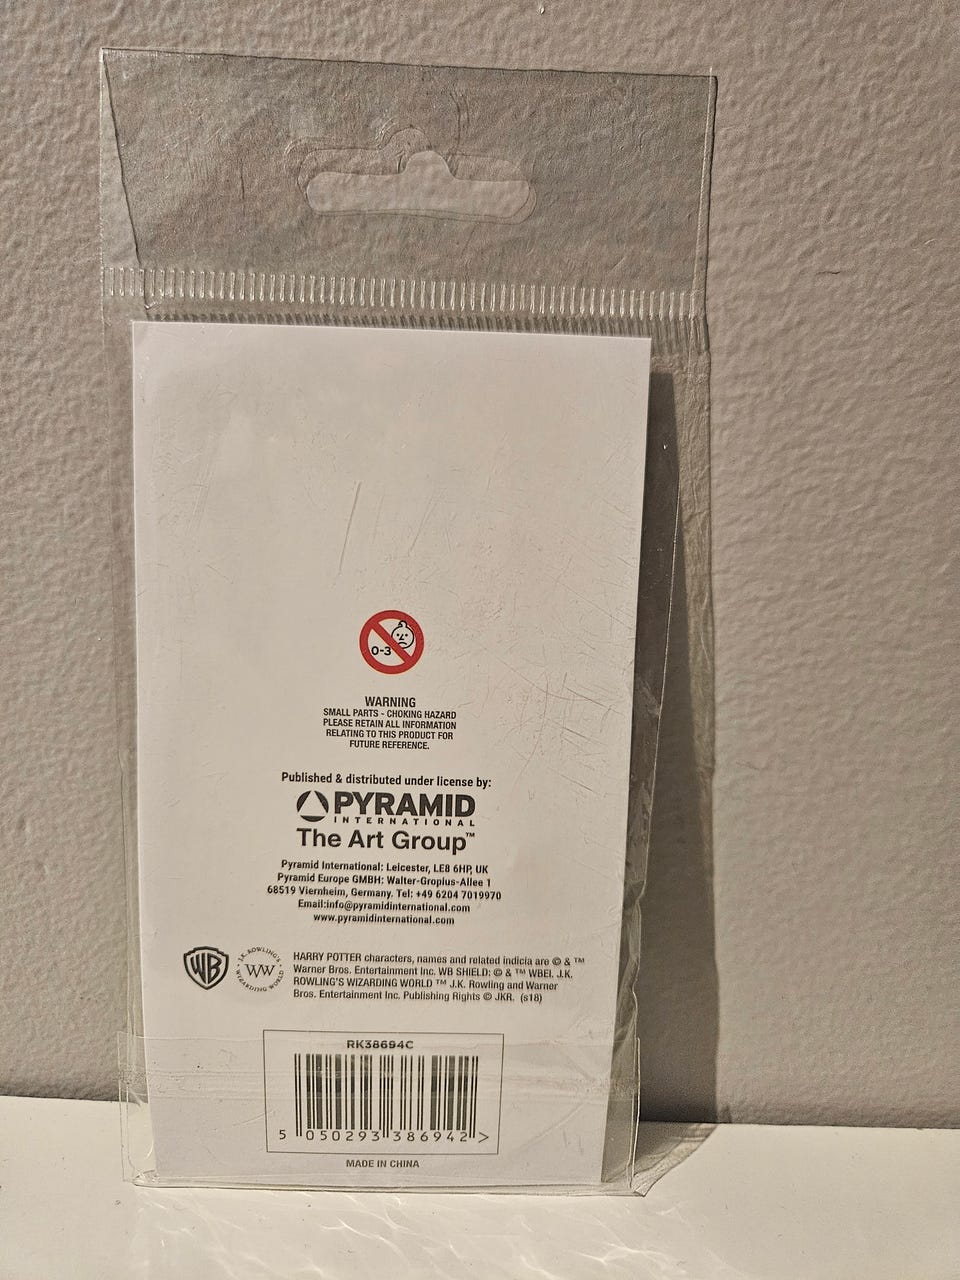 0-3
WARNING
SMALL PARTS - CHOKING HAZARD
PLEASE RETAIN ALL INFORMATION
RELATING TO THIS PRODUCT FOR
FUTURE REFERENCE.
Published & distributed under license by:
PYRAMID
INTERNATIONAL
The Art Group™
Pyramid International: Leicester, LE8 6HP, UK
Pyramid Europe GMBH: Walter-Gropius-Allee 1
68519 Viernheim, Germany. Tel: +49 6204 7019970
Email:info@pyramidinternational.com
www.pyramidinternational.com
WB
J.K. ROWLING'S
WW
WIZARDING WORLD
HARRY POTTER characters, names and related indicia are © & ™
Warner Bros. Entertainment Inc. WB SHIELD: © & ™ WBEI. J.K.
ROWLING'S WIZARDING WORLD ™ J.K. Rowling and Warner
Bros. Entertainment Inc. Publishing Rights © JKR. (s18)
RK38694C
5 050293 386942 >
MADE IN CHINA